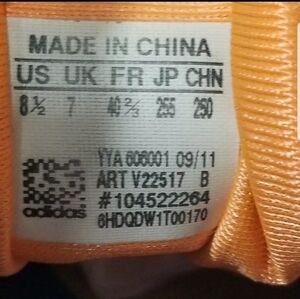 MADE IN CHINA
US UK FR JP CHN
8½ 7 40⅔ 255 250
YYA 606001 09/11
ART V22517 B
#104522264
adidas 6HDQDW1T00170